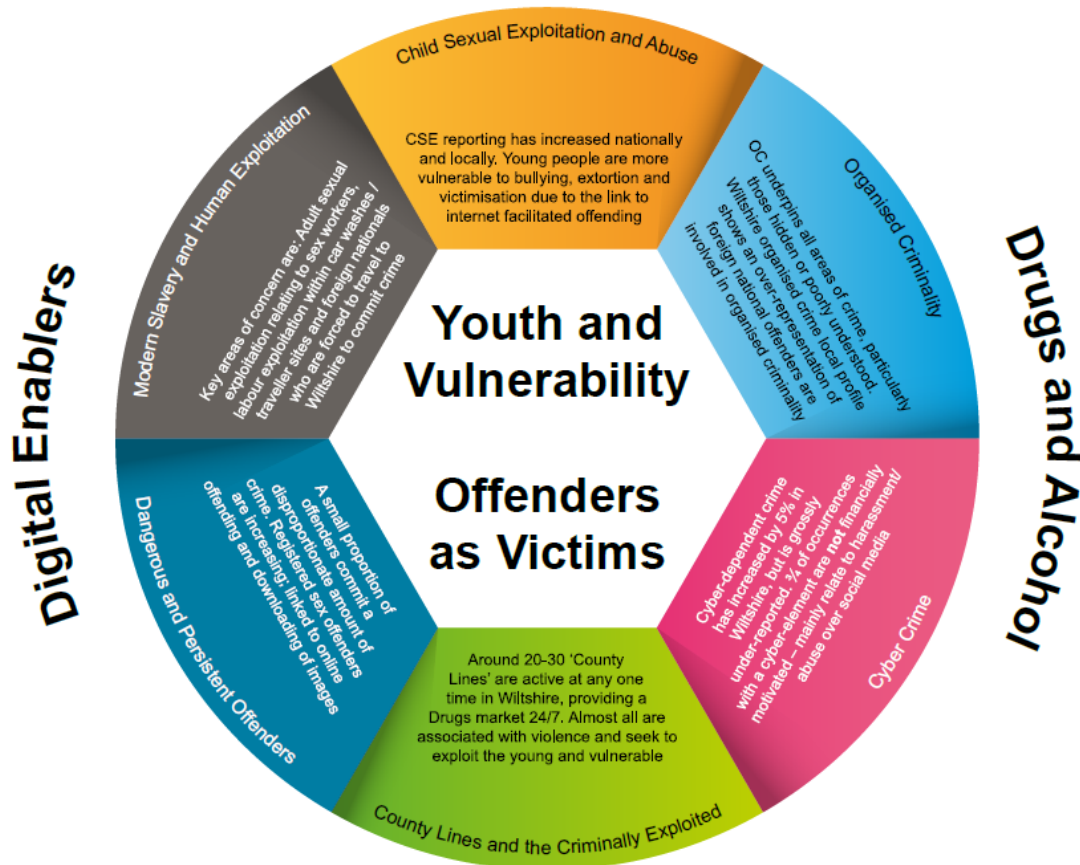 Child Sexual Exploitation and Abuse
CSE reporting has increased nationally
and locally. Young people are more
vulnerable to bullying, extortion and
victimisation due to the link to
internet facilitated offending
Organised Criminality
OC underpins all areas of crime, particularly
those hidden or poorly understood.
Wiltshire organised crime local profile
shows an over-representation of
foreign national offenders are
involved in organised criminality
Drugs and Alcohol
Cyber-dependent crime
has increased by 5% in
Wiltshire, but is grossly
under-reported. ¾ of occurrences
with a cyber-element are not financially
motivated – mainly relate to harassment/
abuse over social media
Cyber Crime
Around 20-30 ‘County
Lines’ are active at any one
time in Wiltshire, providing a
Drugs market 24/7. Almost all are
associated with violence and seek to
exploit the young and vulnerable
County Lines and the Criminally Exploited
A small proportion of
offenders commit a
disproportionate amount of
crime. Registered sex offenders
are increasing; linked to online
offending and downloading of images
Dangerous and Persistent Offenders
Digital Enablers
Modern Slavery and Human Exploitation
Key areas of concern are: Adult sexual
exploitation relating to sex workers,
labour exploitation within car washes /
traveller sites and foreign nationals
who are forced to travel to
Wiltshire to commit crime
Youth and
Vulnerability
Offenders
as Victims